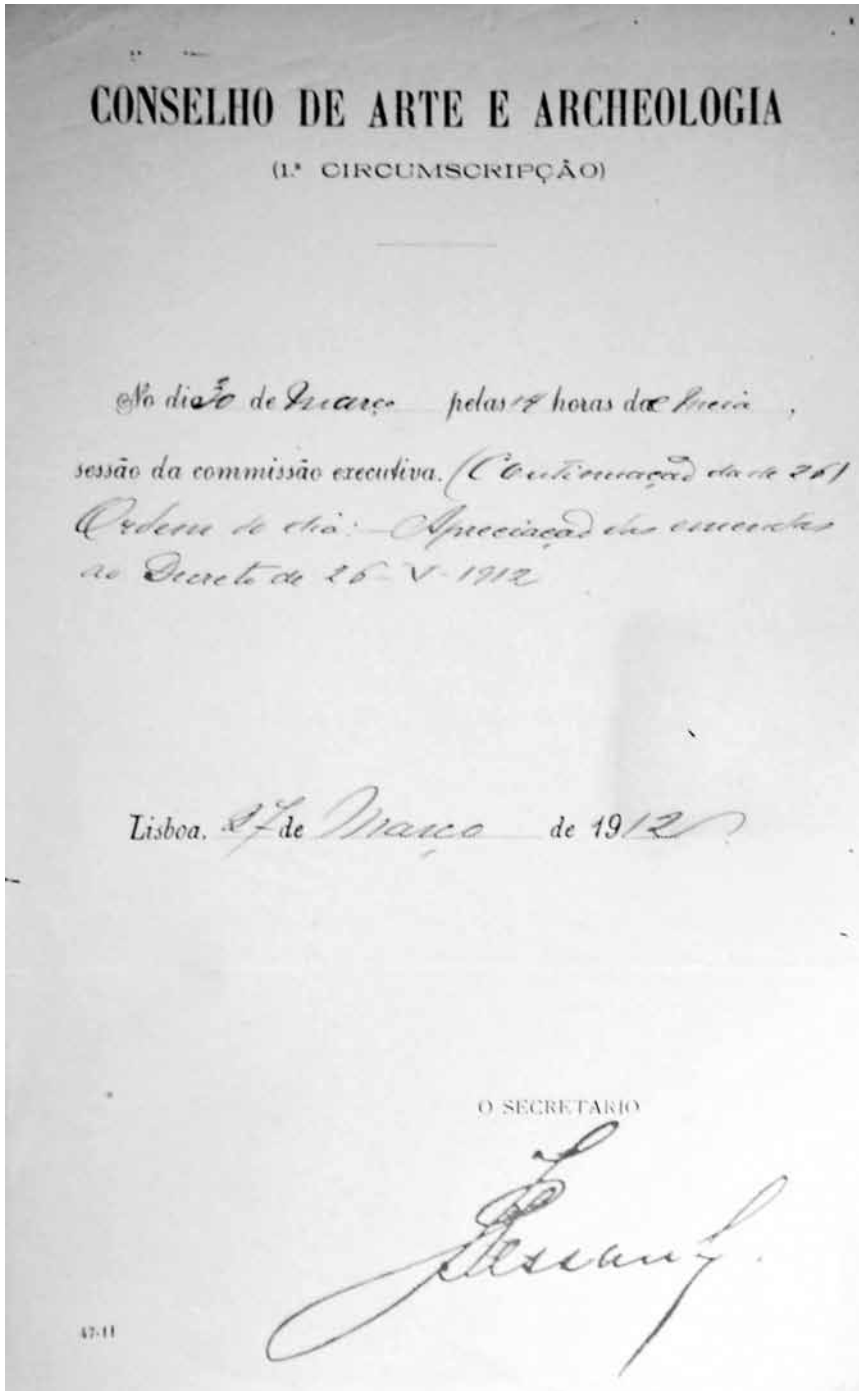 CONSELHO DE ARTE E ARCHEOLOGIA
(1.ª CIRCUMSCRIPÇÃO)
No dia 30 de Março pelas horas da e meia,
sessão da commissão executiva. (Continuação da de 26)
Ordem do dia: - Apreciação das emendas
ao Decreto de 26-V-1912
Lisboa, 27 de Março de 1912
O SECRETARIO
47-11